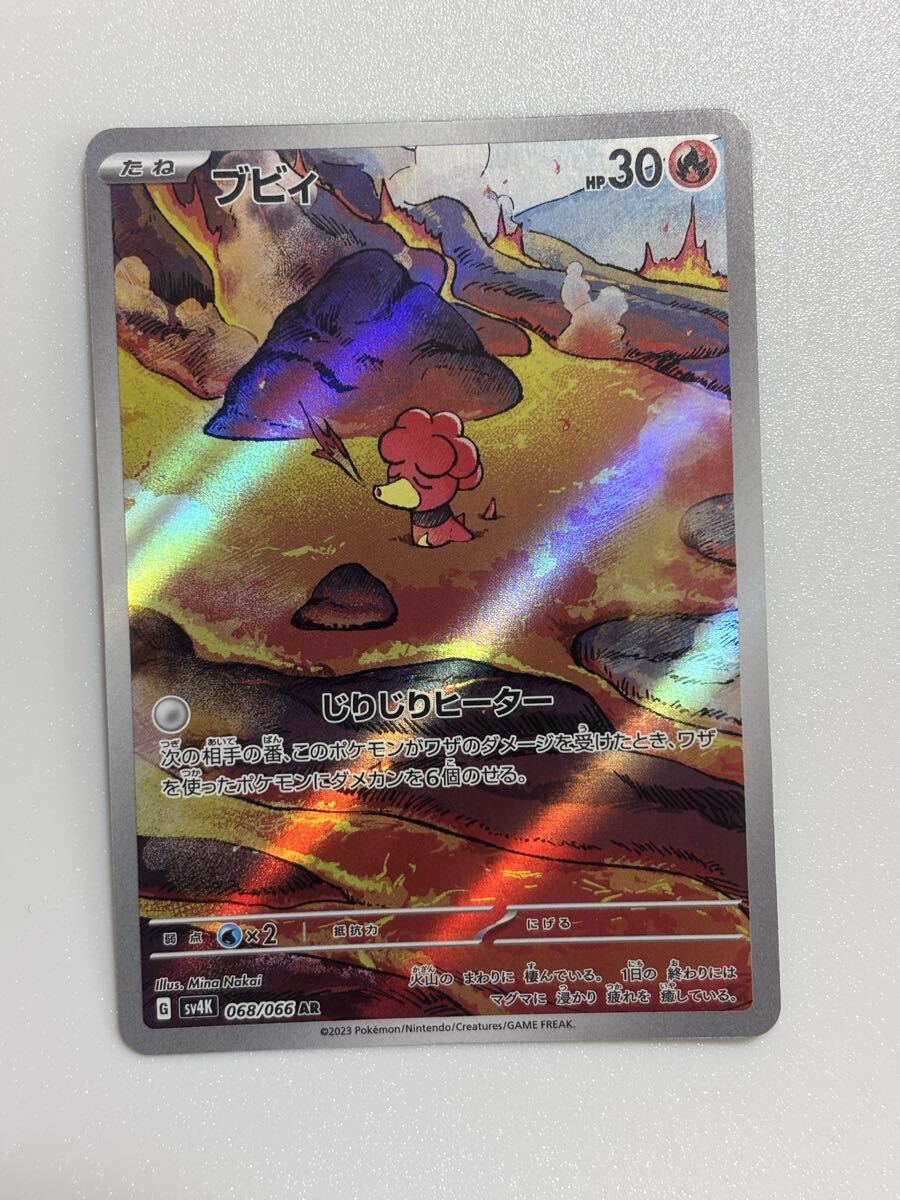 たね
ブビィ
HP30
じりじりヒーター
次の相手の番、このポケモンがワザのダメージを受けたとき、ワザ
を使ったポケモンにダメカンを6個のせる。
弱点 ×2 抵抗力 にげる
火山の まわりに 棲んでいる。 1日の 終わりには
マグマに 浸かり 疲れを 癒している。
Illus. Mina Nakai
G sv4K 068/066 AR
©2023 Pokémon/Nintendo/Creatures/GAME FREAK.